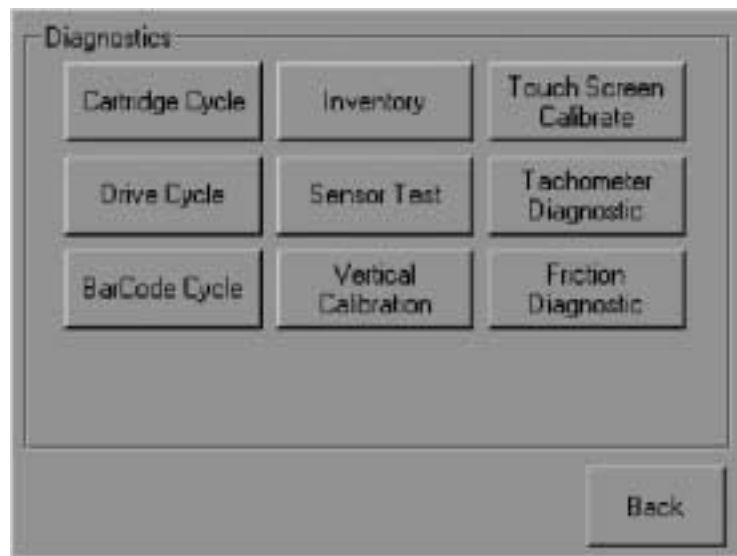 Diagnostics
Cartridge Cycle
Inventory
Touch Screen
Calibrate
Drive Cycle
Sensor Test
Tachometer
Diagnostic
BarCode Cycle
Vertical
Calibration
Friction
Diagnostic
Back